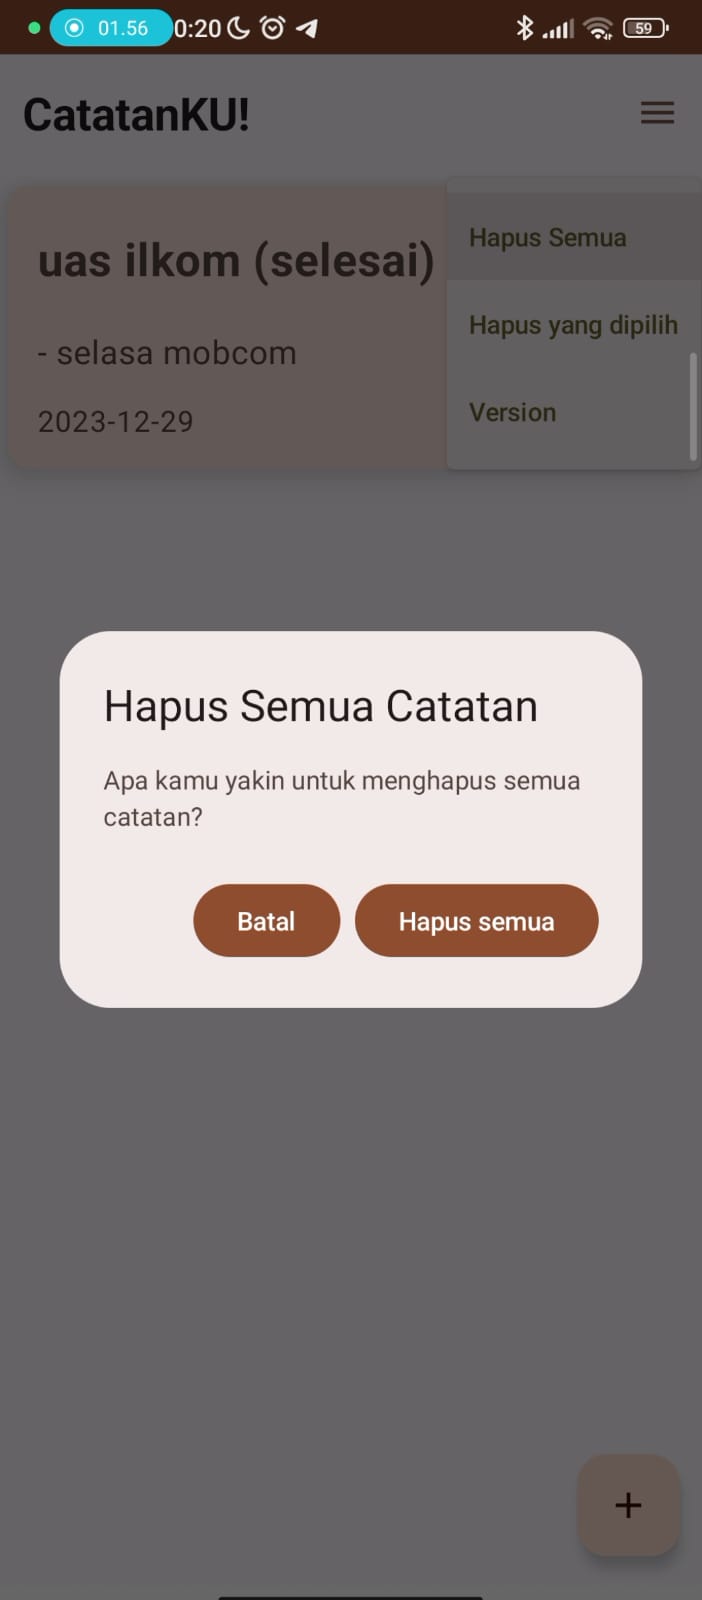 01.56 0:20 59
CatatanKU!
uas ilkom (selesai)
- selasa mobcom
2023-12-29
Hapus Semua
Hapus yang dipilih
Version
Hapus Semua Catatan
Apa kamu yakin untuk menghapus semua
catatan?
Batal Hapus semua
+